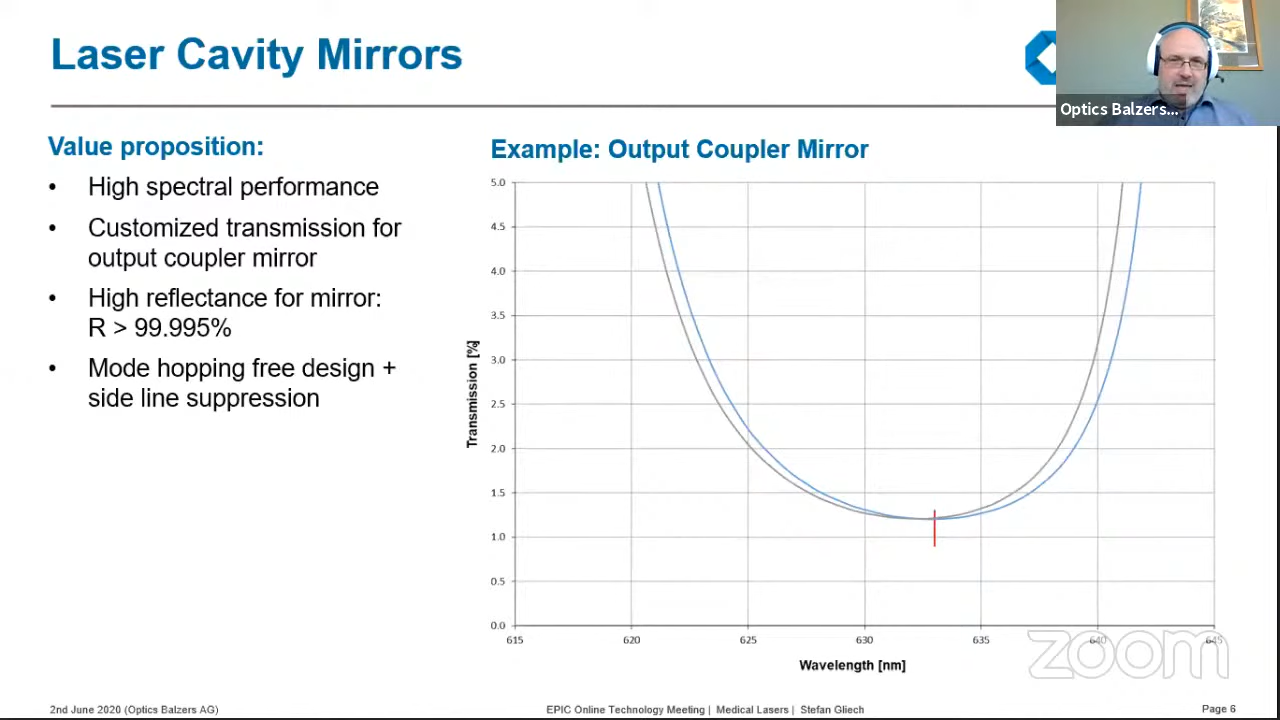 Laser Cavity Mirrors
Optics Balzers...
Value proposition:
• High spectral performance
• Customized transmission for
output coupler mirror
• High reflectance for mirror:
R > 99.995%
• Mode hopping free design +
side line suppression
Example: Output Coupler Mirror
5.0
4.5
4.0
3.5
3.0
2.5
2.0
1.5
1.0
0.5
0.0
Transmission [%]
615 620 625 630 635 640 645
Wavelength [nm]
zoom
2nd June 2020 (Optics Balzers AG)
EPIC Online Technology Meeting | Medical Lasers | Stefan Gliech
Page 6